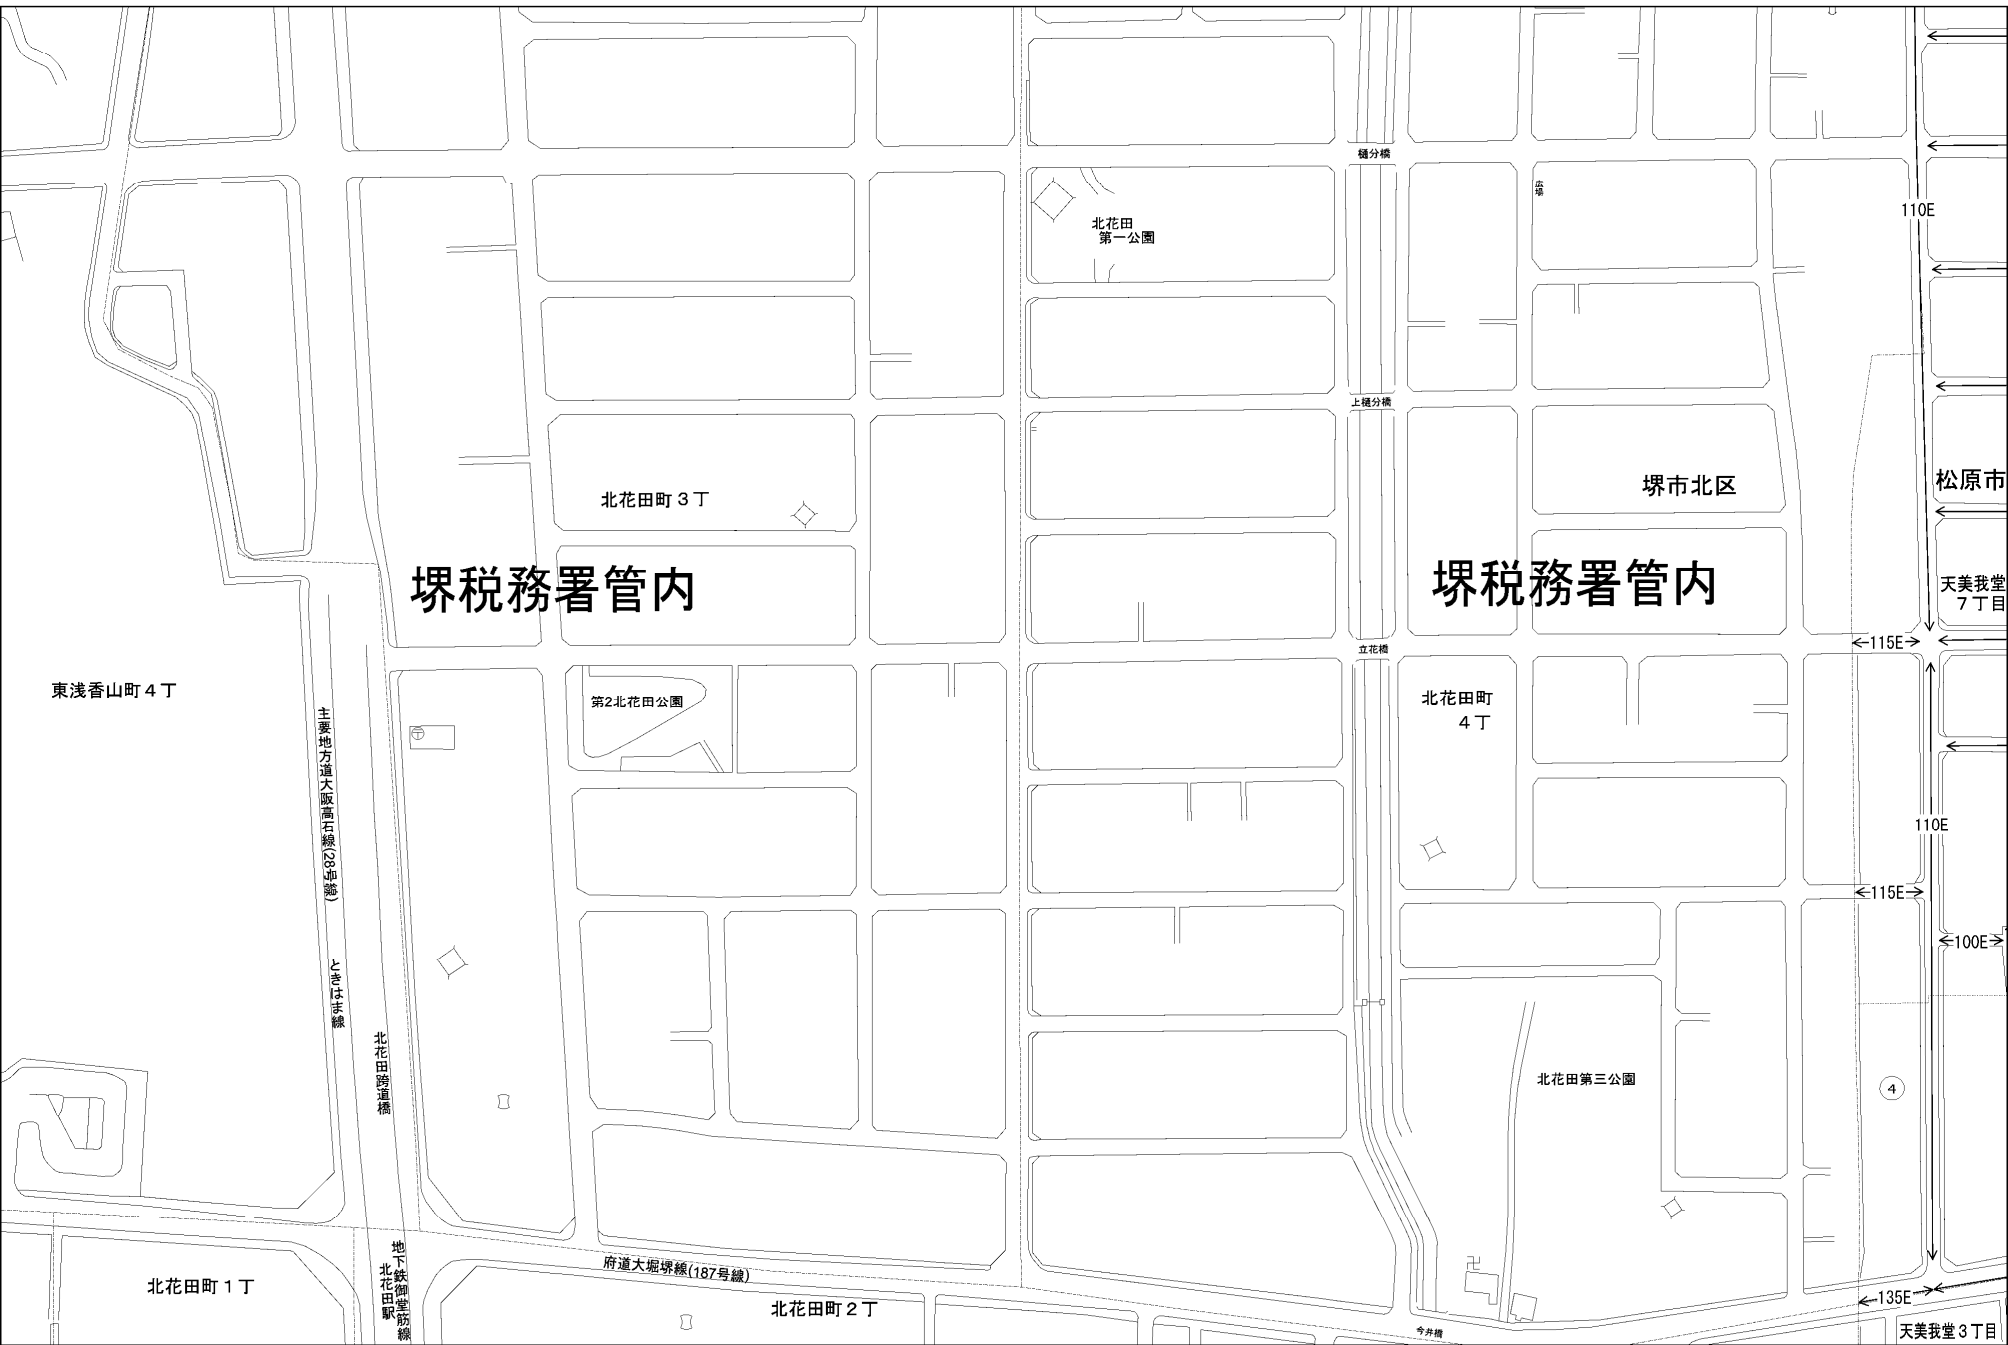 樋分橋
広場
110E
北花田
第一公園
上樋分橋
北花田町３丁
堺市北区
松原市
堺税務署管内
堺税務署管内
天美我堂
７丁目
115E
立花橋
東浅香山町４丁
第2北花田公園
北花田町
４丁
主要地方道大阪高石線(28号線)
110E
115E
100E
ときはま線
北花田跨道橋
北花田第三公園
4
地下鉄御堂筋線
北花田駅
府道大堀堺線(187号線)
北花田町１丁
北花田町２丁
135E
今井橋
天美我堂３丁目